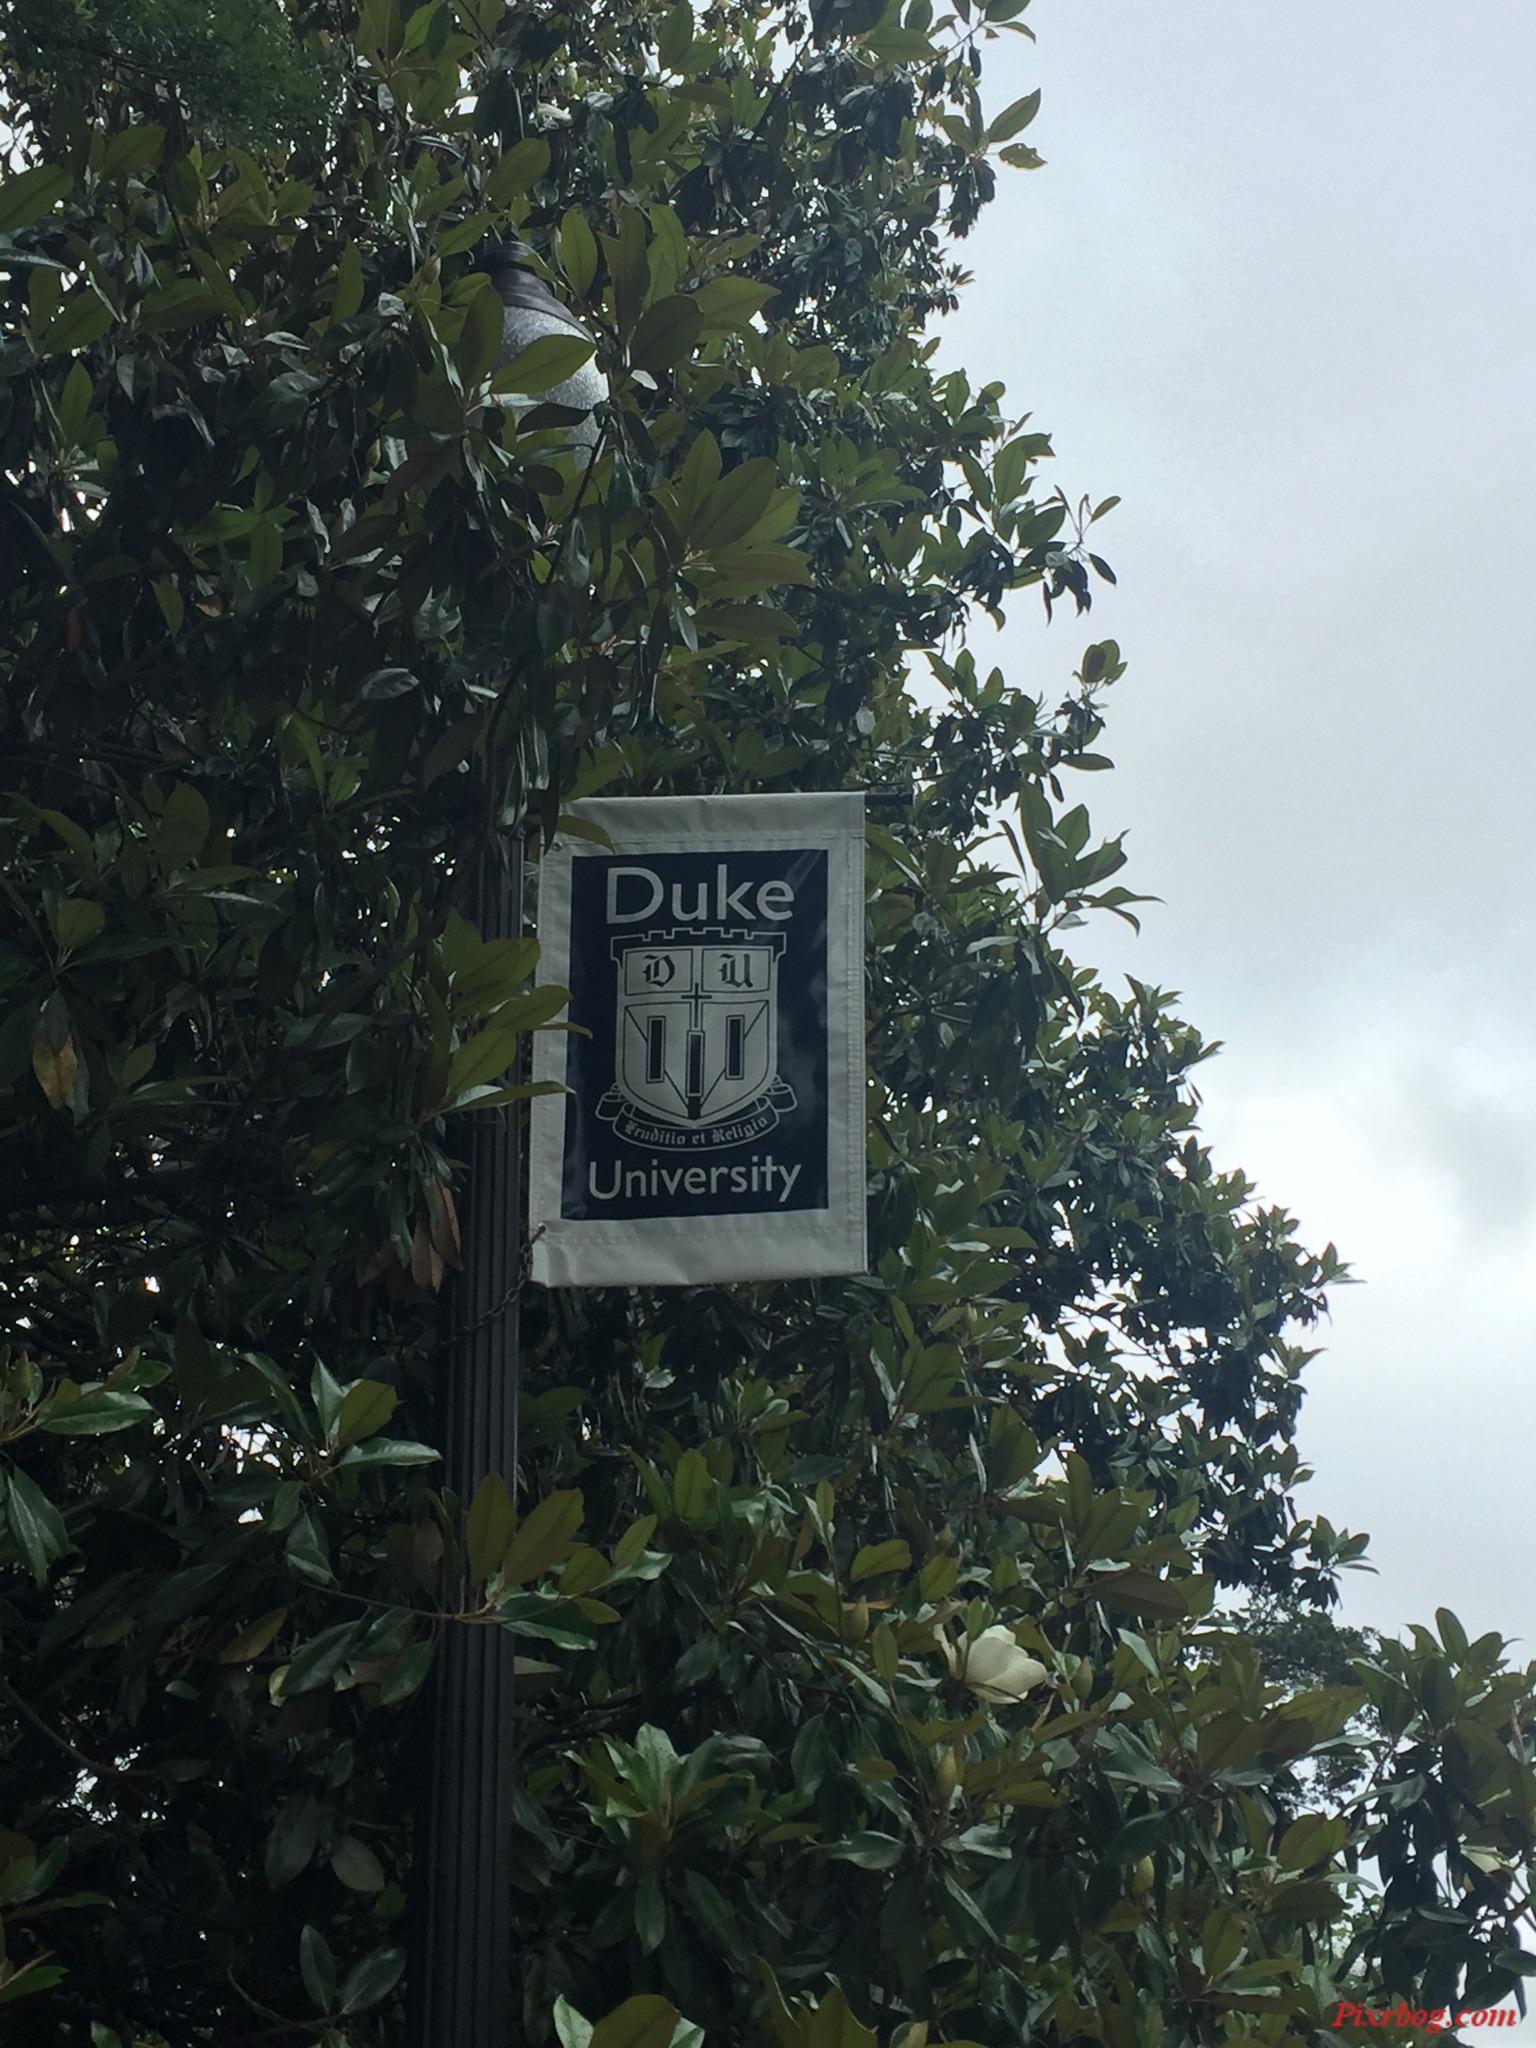 Duke
D U
Eruditio et Religio
University
Pixrbog.com